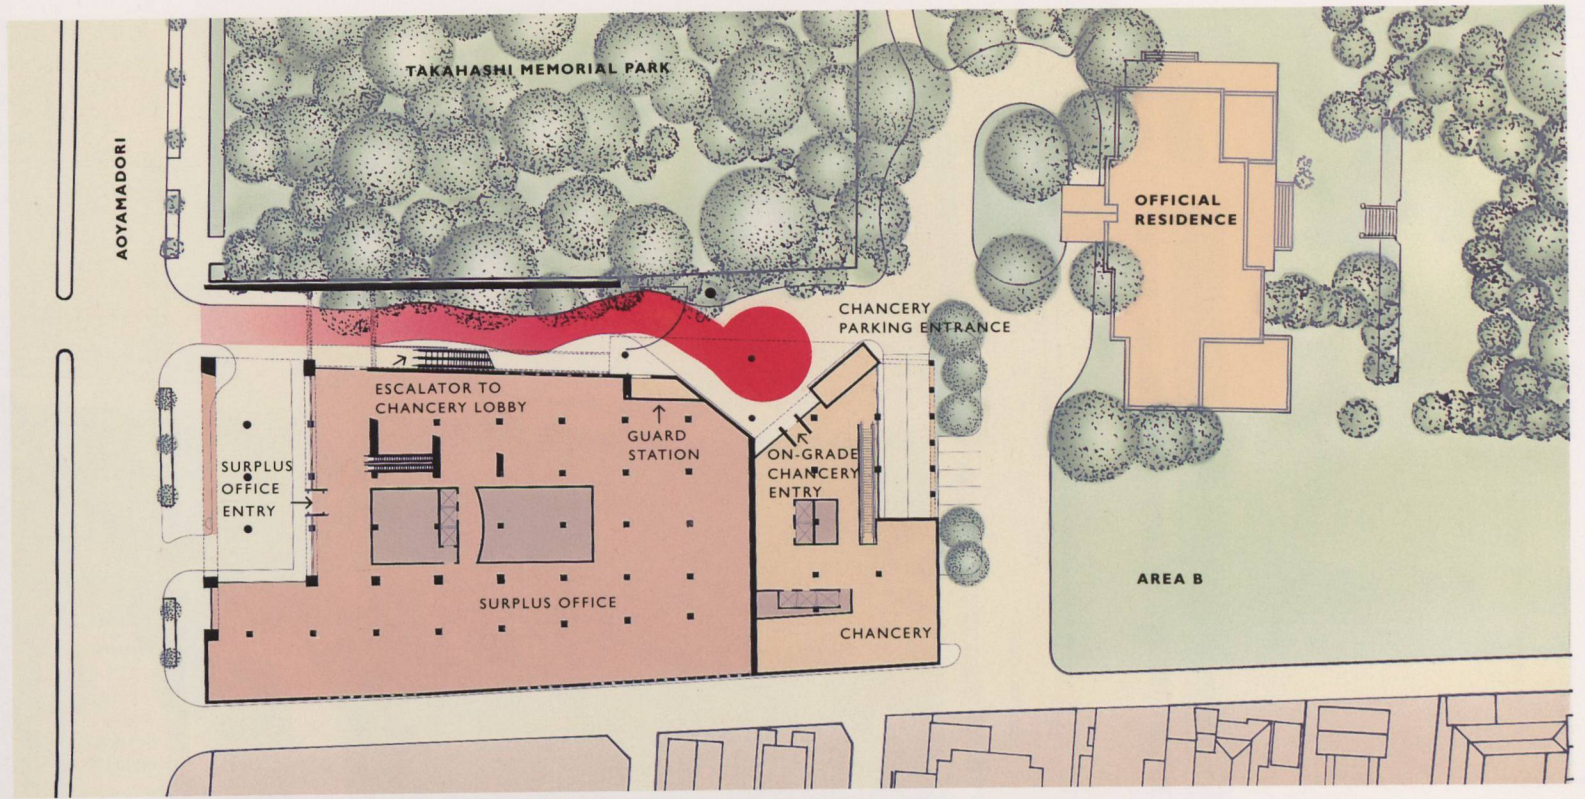 TAKAHASHI MEMORIAL PARK
AOYAMADORI
OFFICIAL
RESIDENCE
CHANCERY
PARKING ENTRANCE
ESCALATOR TO
CHANCERY LOBBY
GUARD
STATION
ON-GRADE
CHANCERY
ENTRY
SURPLUS
OFFICE
ENTRY
SURPLUS OFFICE
CHANCERY
AREA B